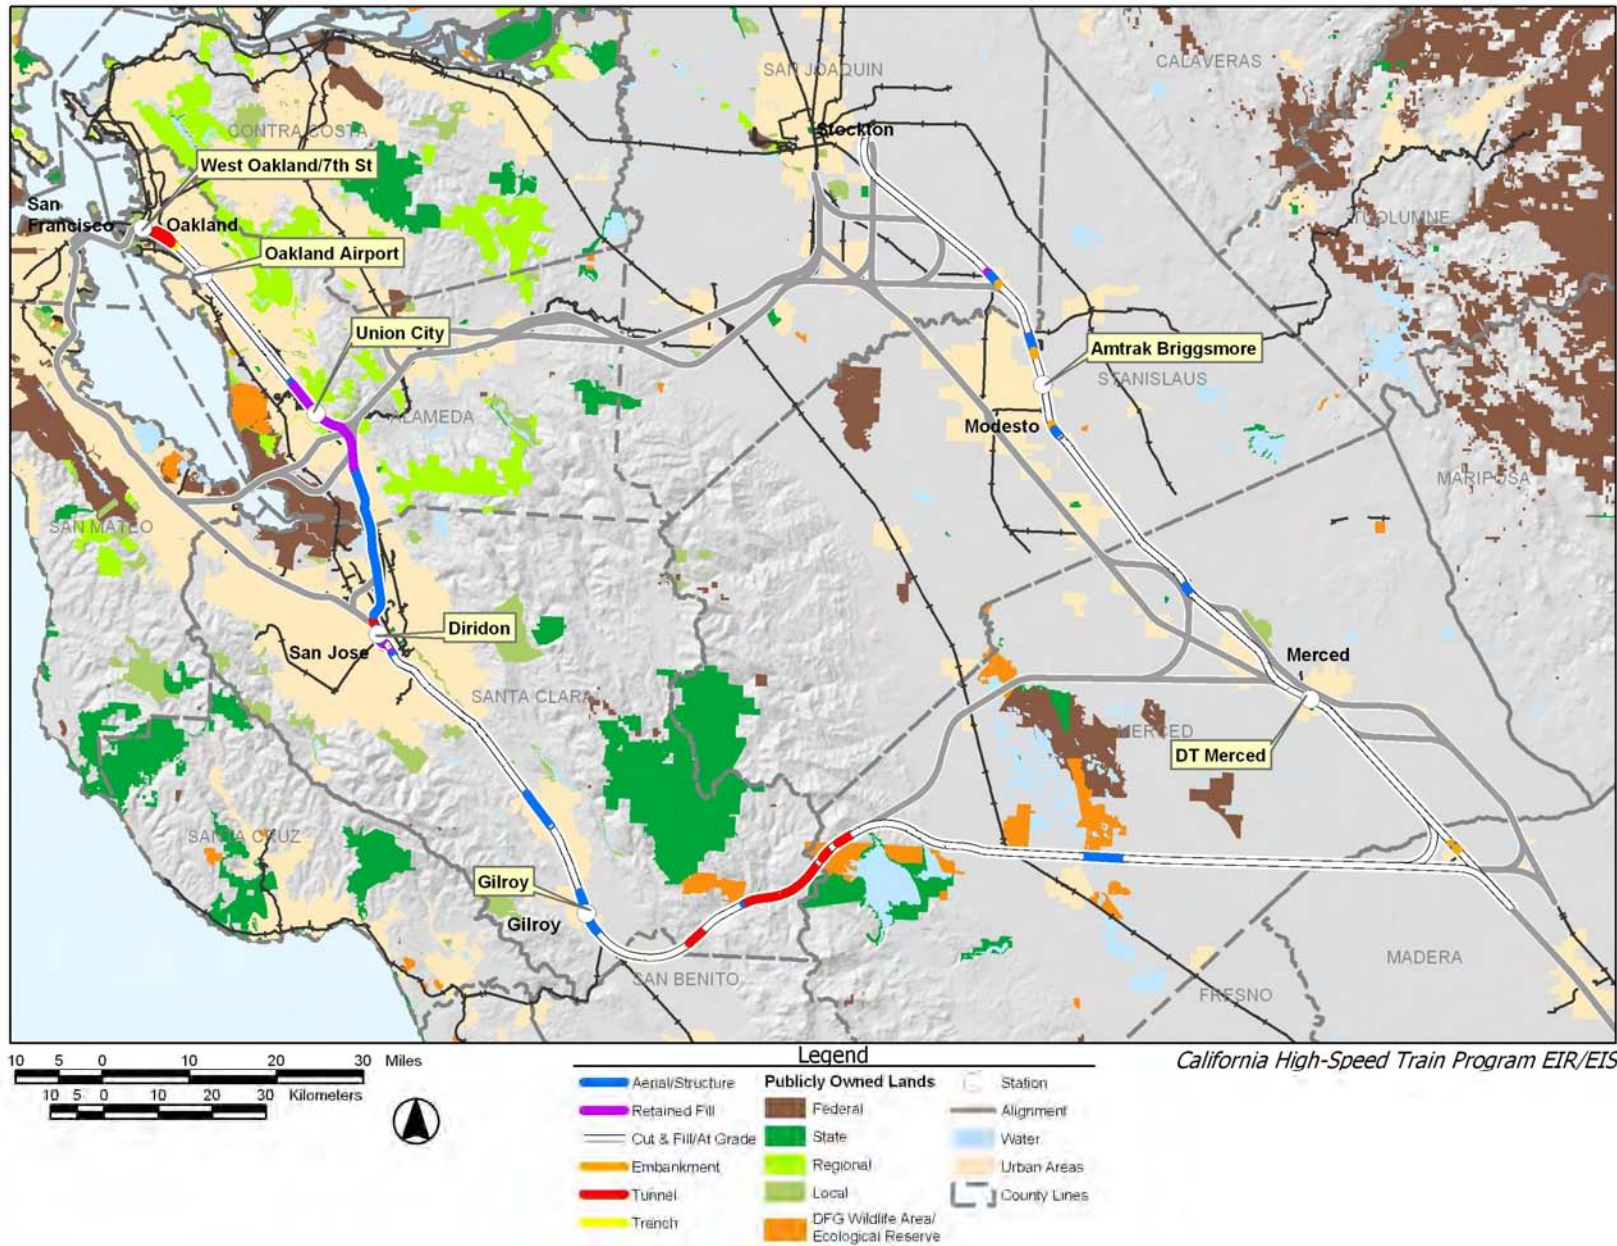 SAN JOAQUIN
CALAVERAS
CONTRA COSTA
Stockton
West Oakland/7th St
San
Francisco
Oakland
TUOLUMNE
Oakland Airport
Union City
Amtrak Briggsmore
STANISLAUS
ALAMEDA
Modesto
MARIPOSA
SAN MATEO
Diridon
San Jose
Merced
SANTA CLARA
MERCED
DT Merced
SANTA CRUZ
Gilroy
Gilroy
SAN BENITO
MADERA
FRESNO
10 5 0 10 20 30 Miles
10 5 0 10 20 30 Kilometers
Legend
California High-Speed Train Program EIR/EIS
Aerial/Structure
Retained Fill
Cut & Fill/At Grade
Embankment
Tunnel
Trench
Publicly Owned Lands
Federal
State
Regional
Local
DFG Wildlife Area/
Ecological Reserve
Station
Alignment
Water
Urban Areas
County Lines